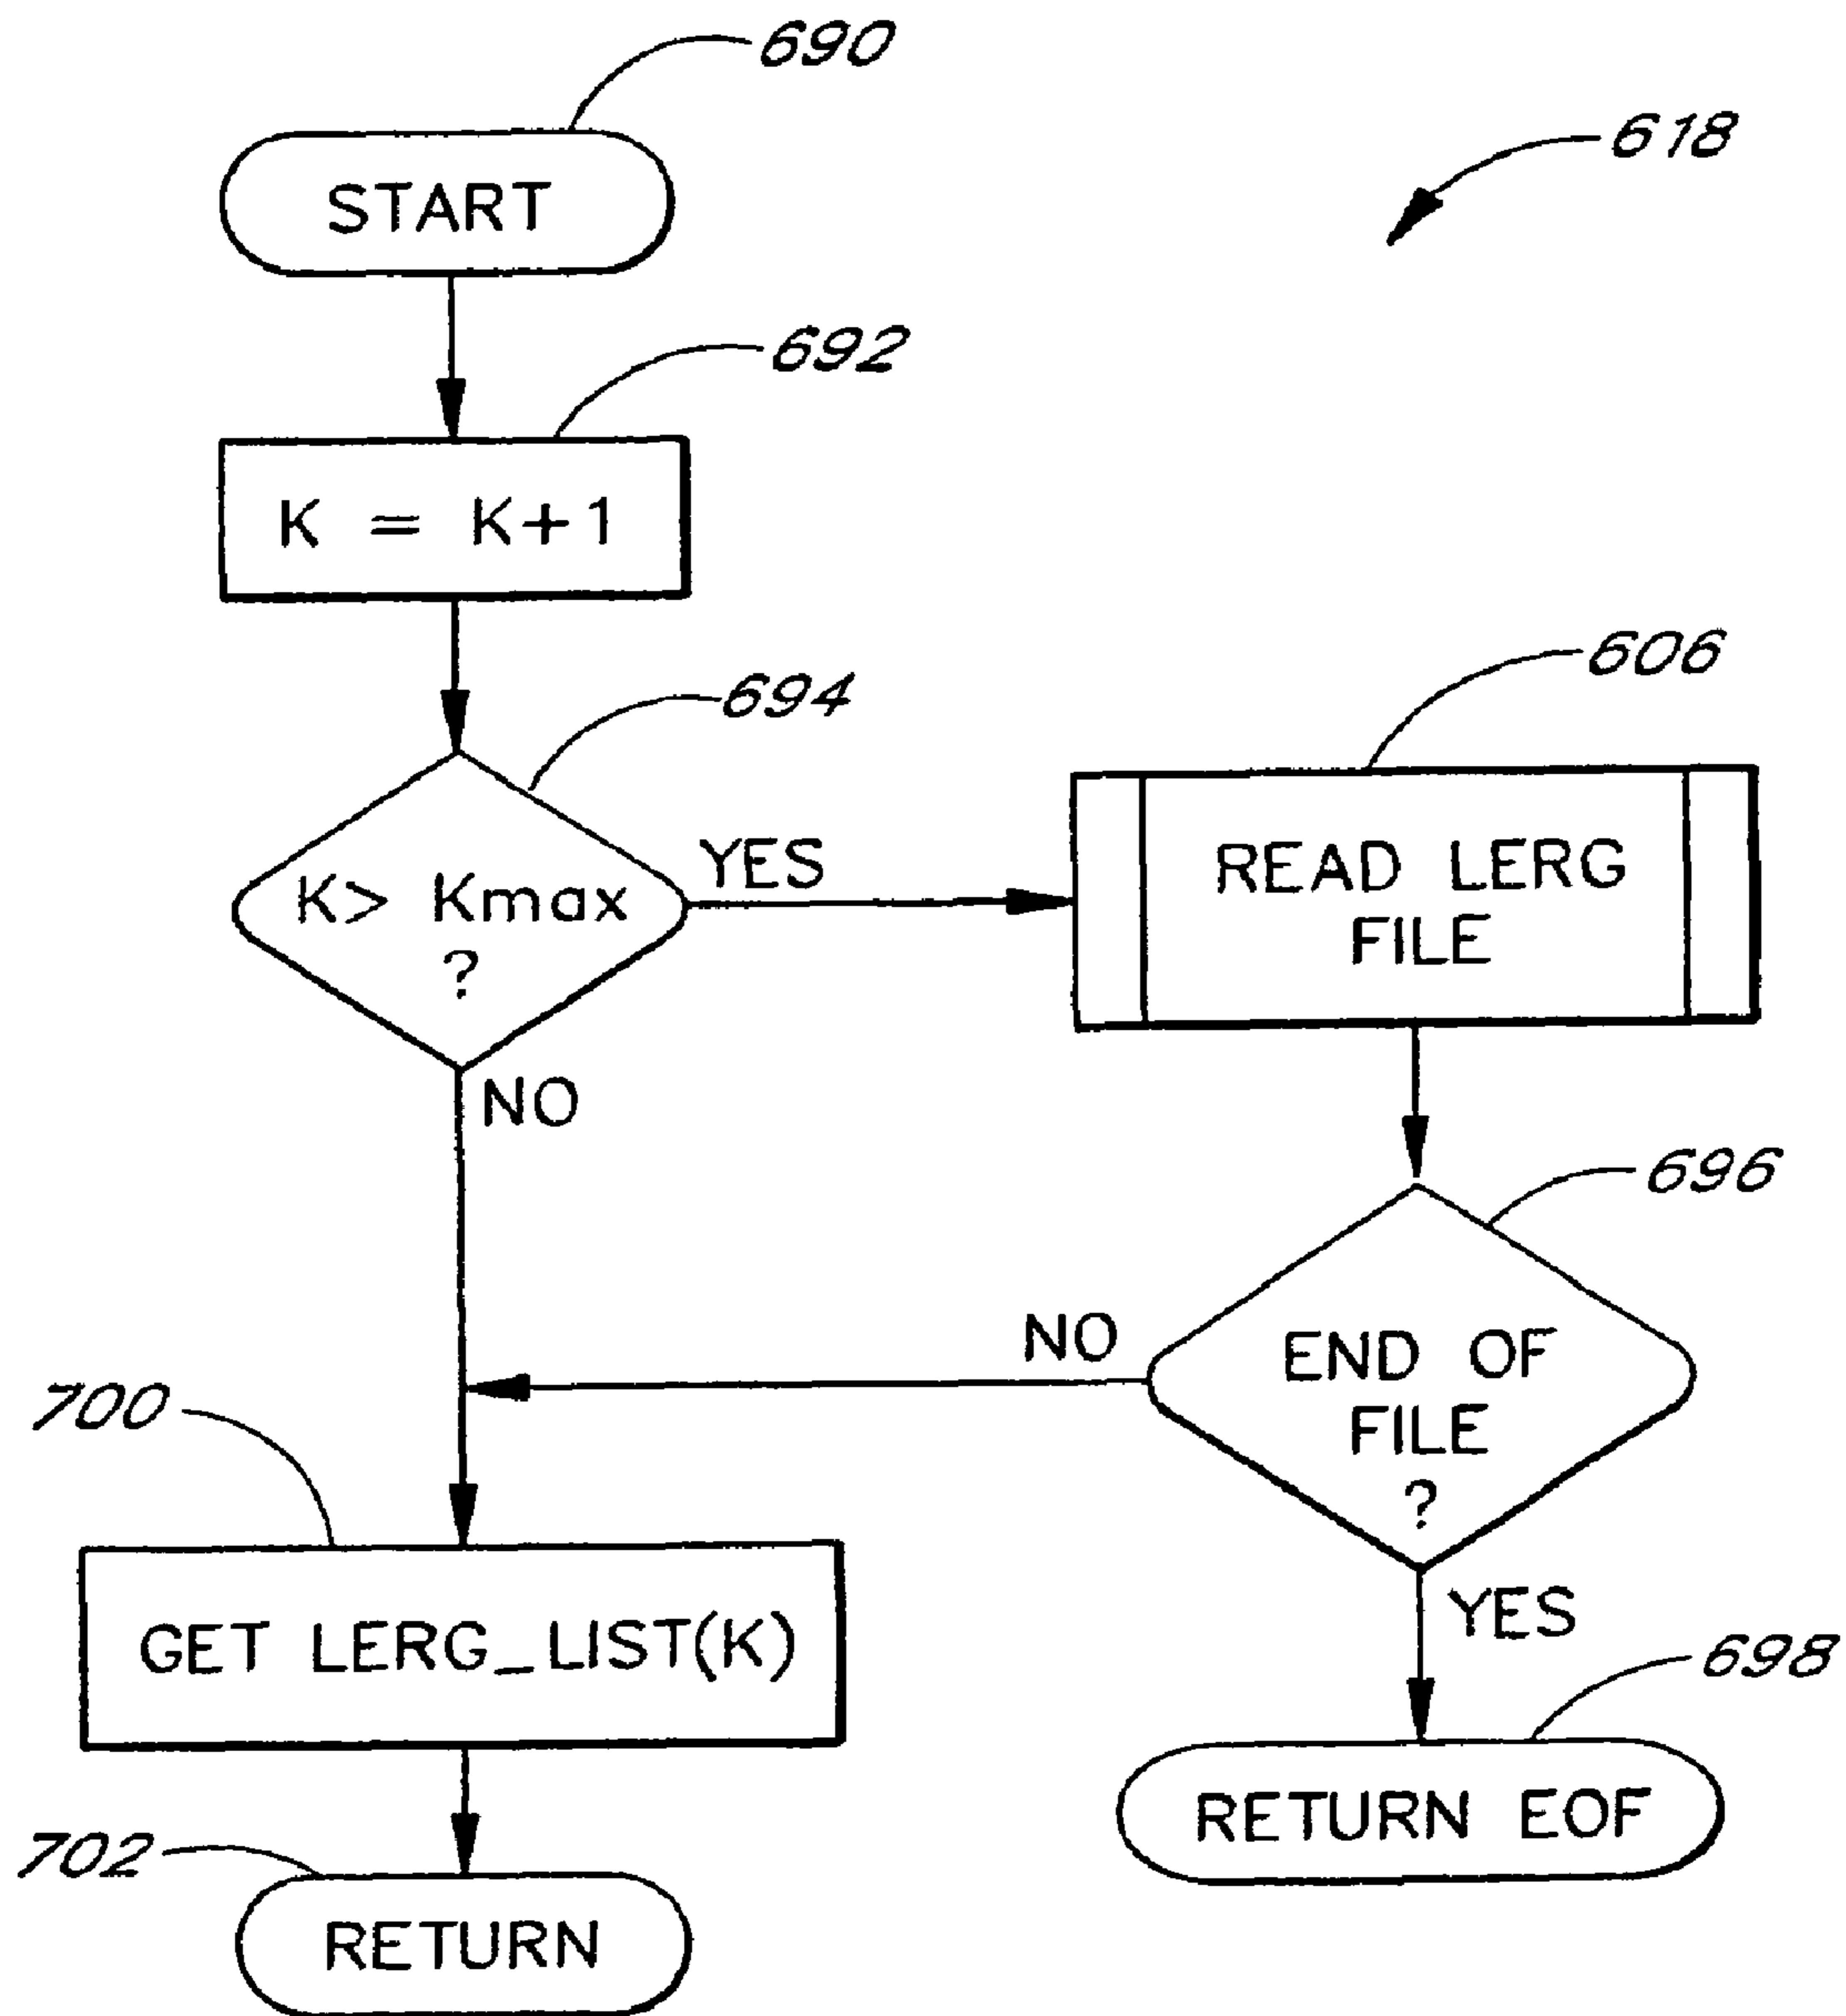 690
618
START
692
K = K+1
694
606
K> Kmax
?
YES
READ LERG
FILE
NO
696
NO
END OF
FILE
?
700
YES
GET LERG_LIST(K)
698
702
RETURN EOF
RETURN